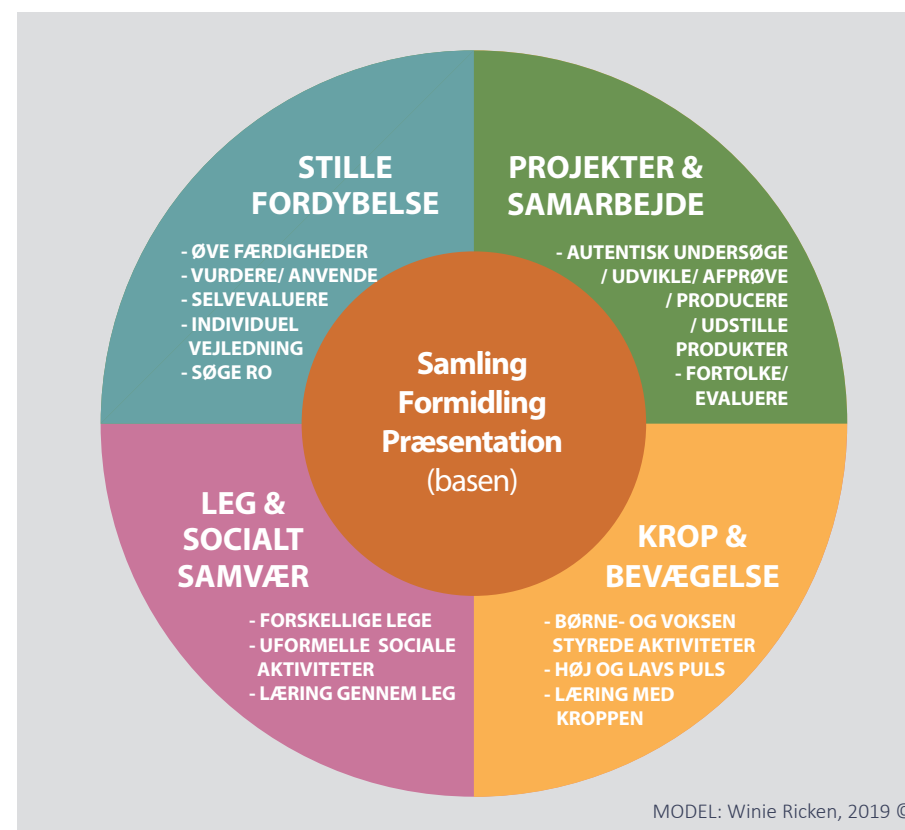 STILLE
FORDYBELSE
- ØVE FÆRDIGHEDER
- VURDERE/ ANVENDE
- SELVEVALUERE
- INDIVIDUEL
VEJLEDNING
- SØGE RO
PROJEKTER &
SAMARBEJDE
- AUTENTISK UNDERSØGE
/ UDVIKLE/ AFPRØVE
/ PRODUCERE
/ UDSTILLE
PRODUKTER
- FORTOLKE/
EVALUERE
Samling
Formidling
Præsentation
(basen)
LEG &
SOCIALT
SAMVÆR
- FORSKELLIGE LEGE
- UFORMELLE SOCIALE
AKTIVITETER
- LÆRING GENNEM LEG
KROP &
BEVÆGELSE
- BØRNE- OG VOKSEN
STYREDE AKTIVITETER
- HØJ OG LAVS PULS
- LÆRING MED
KROPPEN
MODEL: Winie Ricken, 2019 ©